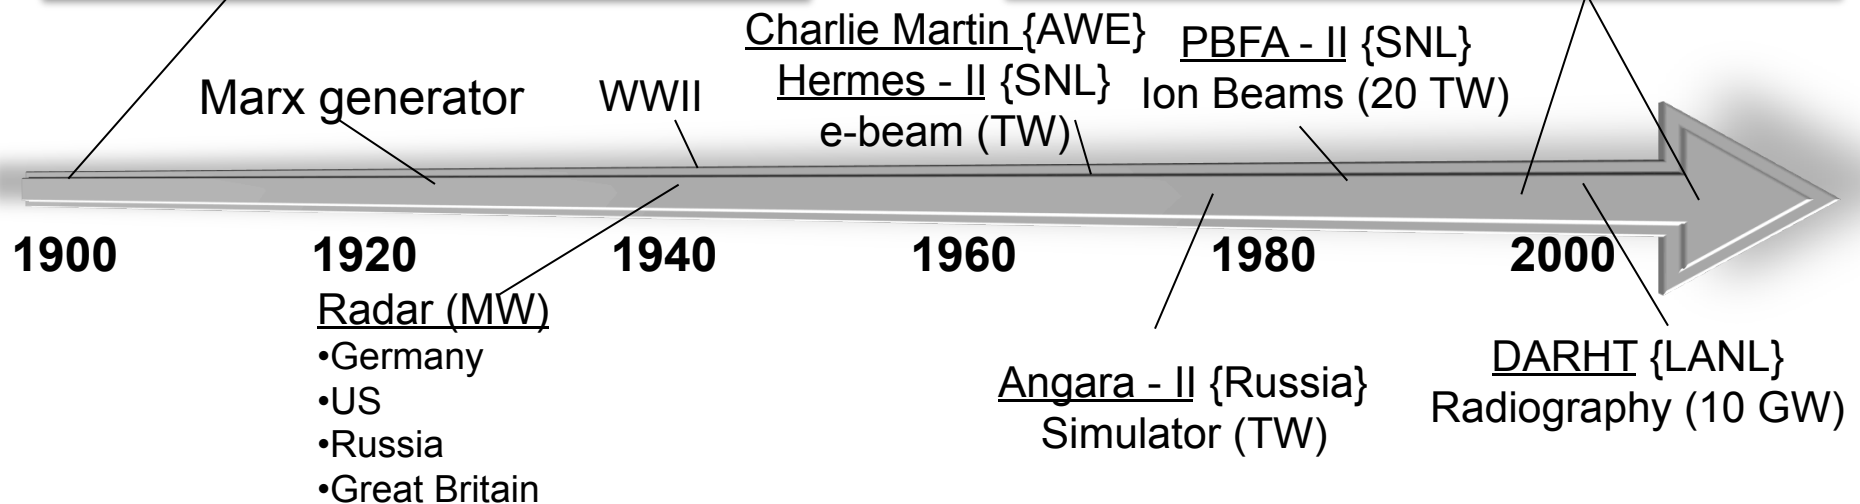 Charlie Martin {AWE}
Hermes - II {SNL}
e-beam (TW)
PBFA - II {SNL}
Ion Beams (20 TW)
Marx generator
WWII
1900
1920
1940
1960
1980
2000
Radar (MW)
•Germany
•US
•Russia
•Great Britain
Angara - II {Russia}
Simulator (TW)
DARHT {LANL}
Radiography (10 GW)